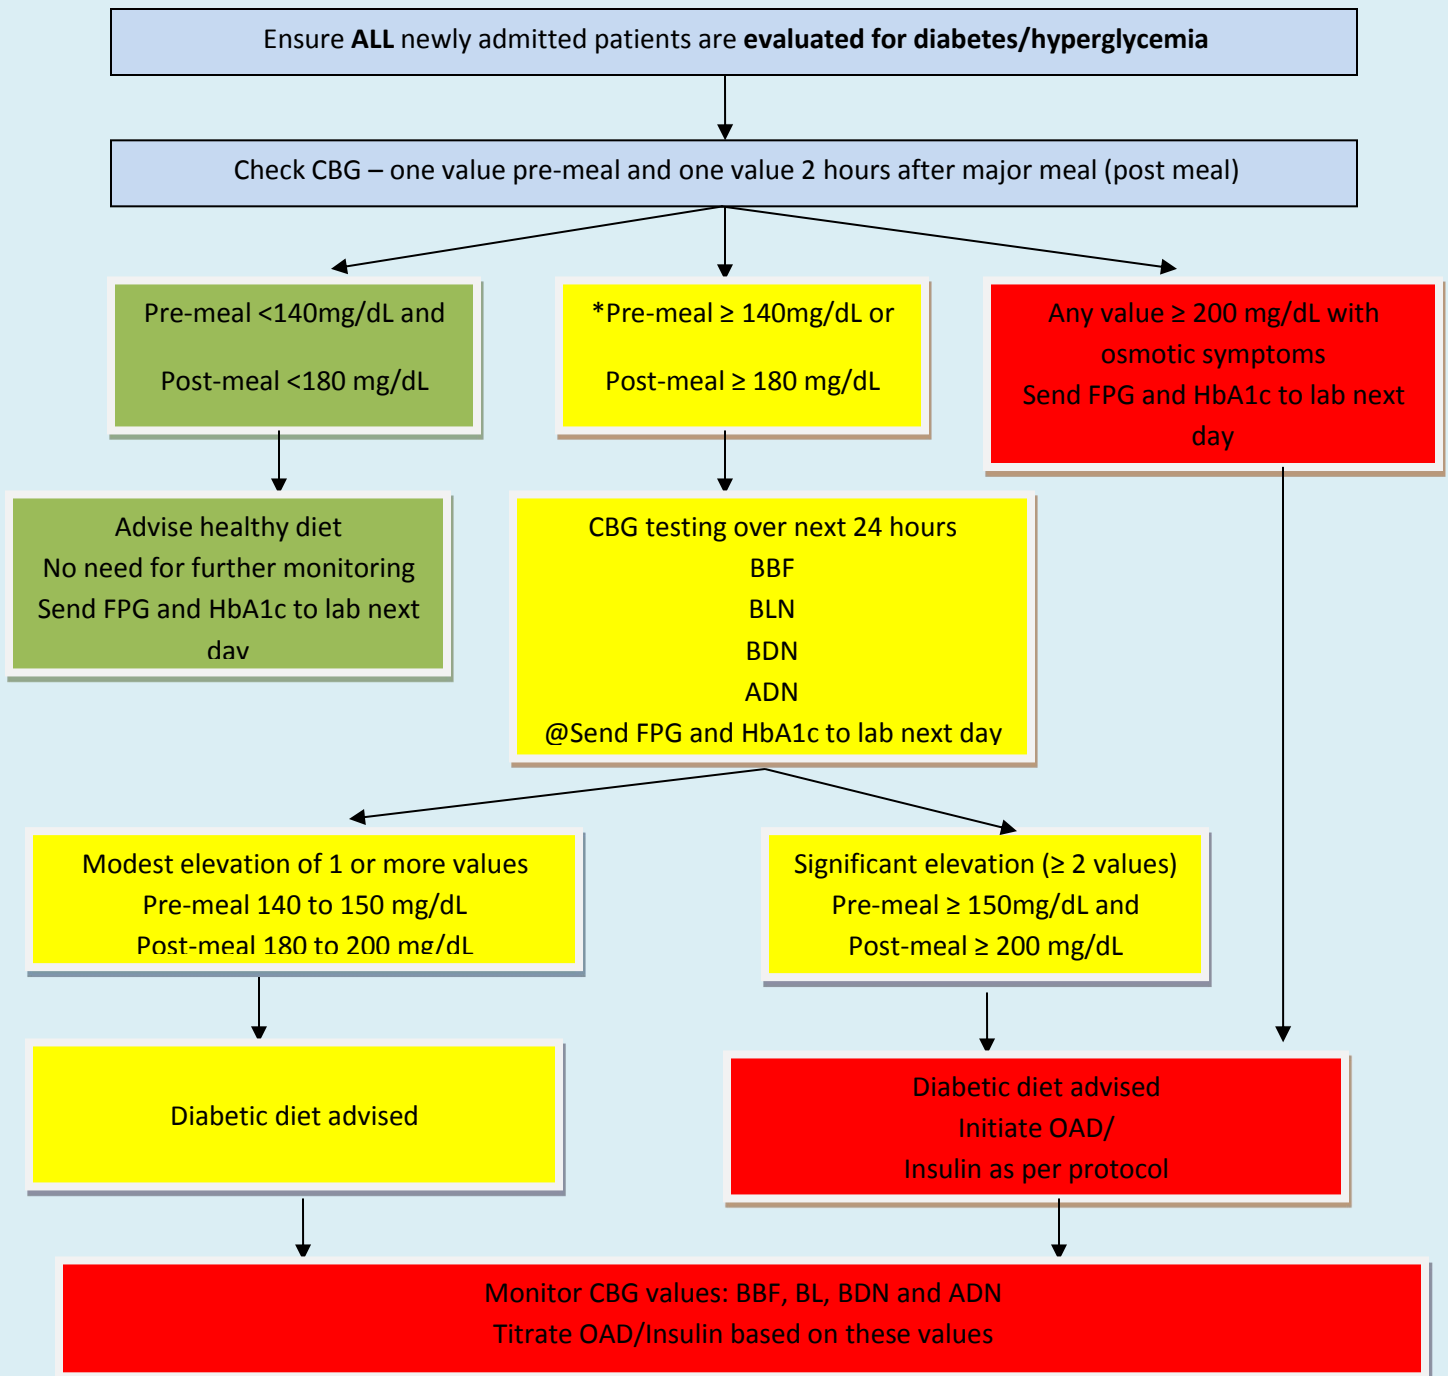 Ensure ALL newly admitted patients are evaluated for diabetes/hyperglycemia
Check CBG – one value pre-meal and one value 2 hours after major meal (post meal)
Pre-meal <140mg/dL and
Post-meal <180 mg/dL
*Pre-meal ≥ 140mg/dL or
Post-meal ≥ 180 mg/dL
Any value ≥ 200 mg/dL with
osmotic symptoms
Send FPG and HbA1c to lab next
day
Advise healthy diet
No need for further monitoring
Send FPG and HbA1c to lab next
day
CBG testing over next 24 hours
BBF
BLN
BDN
ADN
@Send FPG and HbA1c to lab next day
Modest elevation of 1 or more values
Pre-meal 140 to 150 mg/dL
Post-meal 180 to 200 mg/dL
Significant elevation (≥ 2 values)
Pre-meal ≥ 150mg/dL and
Post-meal ≥ 200 mg/dL
Diabetic diet advised
Diabetic diet advised
Initiate OAD/
Insulin as per protocol
Monitor CBG values: BBF, BL, BDN and ADN
Titrate OAD/Insulin based on these values